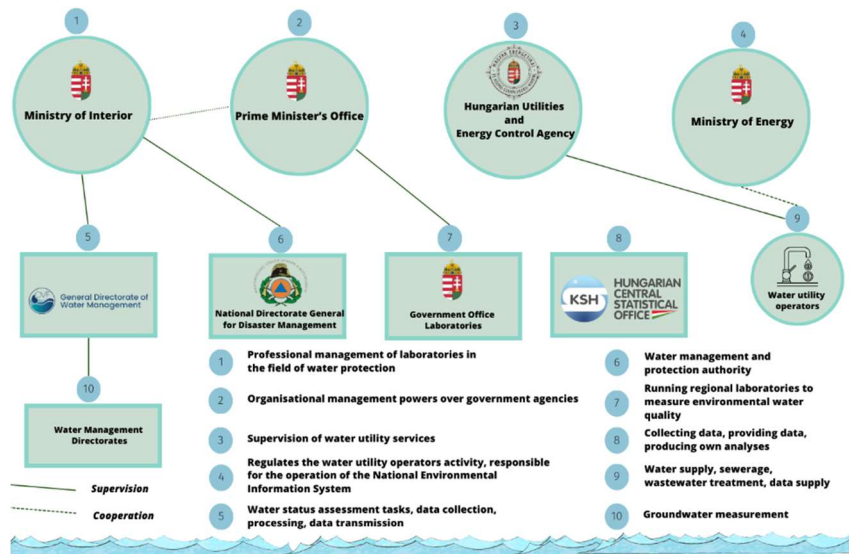 1
2
3
4
Ministry of Interior
Prime Minister's Office
Hungarian Utilities
and
Energy Control Agency
Ministry of Energy
5
6
7
8
9
General Directorate of
Water Management
National Directorate General
for Disaster Management
Government Office
Laboratories
KSH
HUNGARIAN
CENTRAL
STATISTICAL
OFFICE
Water utility
operators
10
Water Management
Directorates
Supervision
Cooperation
1
Professional management of laboratories in
the field of water protection
2
Organisational management powers over government agencies
3
Supervision of water utility services
4
Regulates the water utility operators activity, responsible
for the operation of the National Environmental
Information System
5
Water status assessment tasks, data collection,
processing, data transmission
6
Water management and
protection authority
7
Running regional laboratories to
measure environmental water
quality
8
Collecting data, providing data,
producing own analyses
9
Water supply, sewerage,
wastewater treatment, data supply
10
Groundwater measurement